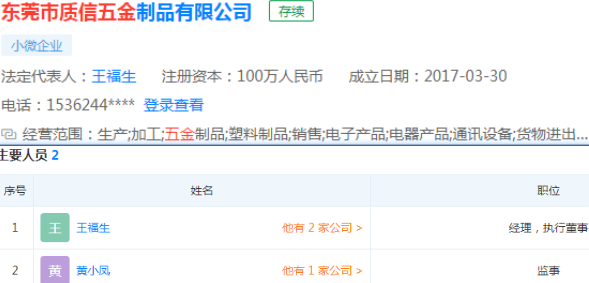 东莞市质信五金制品有限公司 存续
小微企业
法定代表人：王福生 注册资本：100万人民币 成立日期：2017-03-30
电话：1536244**** 登录查看
经营范围：生产;加工;五金制品;塑料制品;销售;电子产品;电器产品;通讯设备;货物进出...
主要人员 2
序号 姓名 职位
1 王 王福生 他有 2 家公司 > 经理，执行董事
2 黄 黄小凤 他有 1 家公司 > 监事